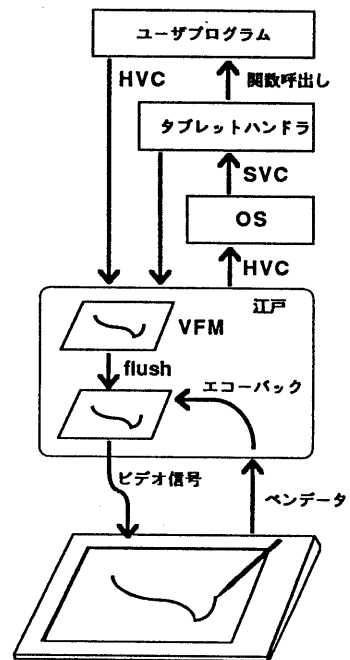 ユーザプログラム
HVC
関数呼出し
タブレットハンドラ
SVC
OS
HVC
江戸
VFM
flush
エコーバック
ビデオ信号
ペンデータ